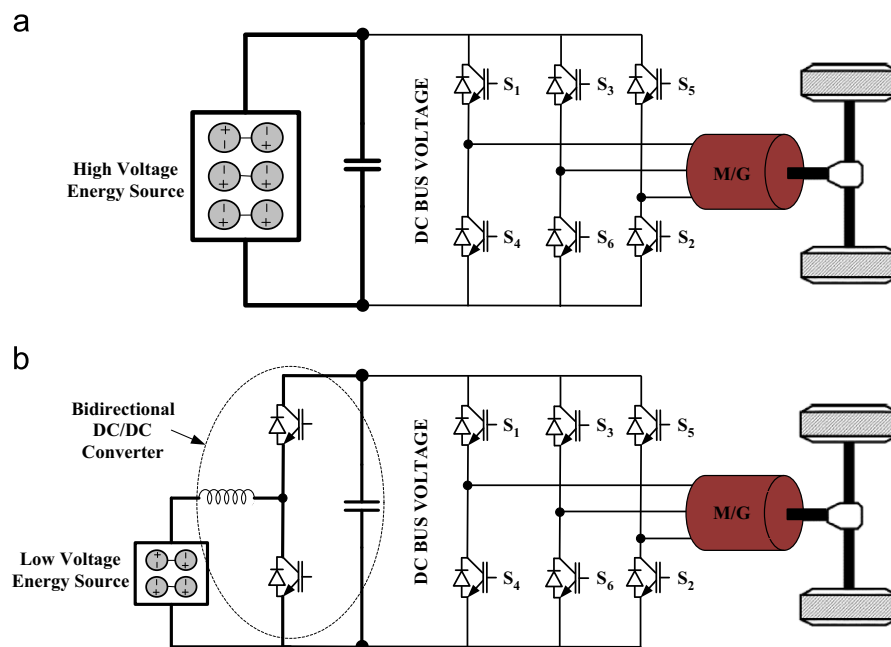 a
High Voltage
Energy Source
+ − − +
− + − +
− + − +
DC BUS VOLTAGE
S1
S3
S5
S4
S6
S2
M/G
b
Bidirectional
DC/DC
Converter
Low Voltage
Energy Source
+ − − +
− + − +
DC BUS VOLTAGE
S1
S3
S5
S4
S6
S2
M/G